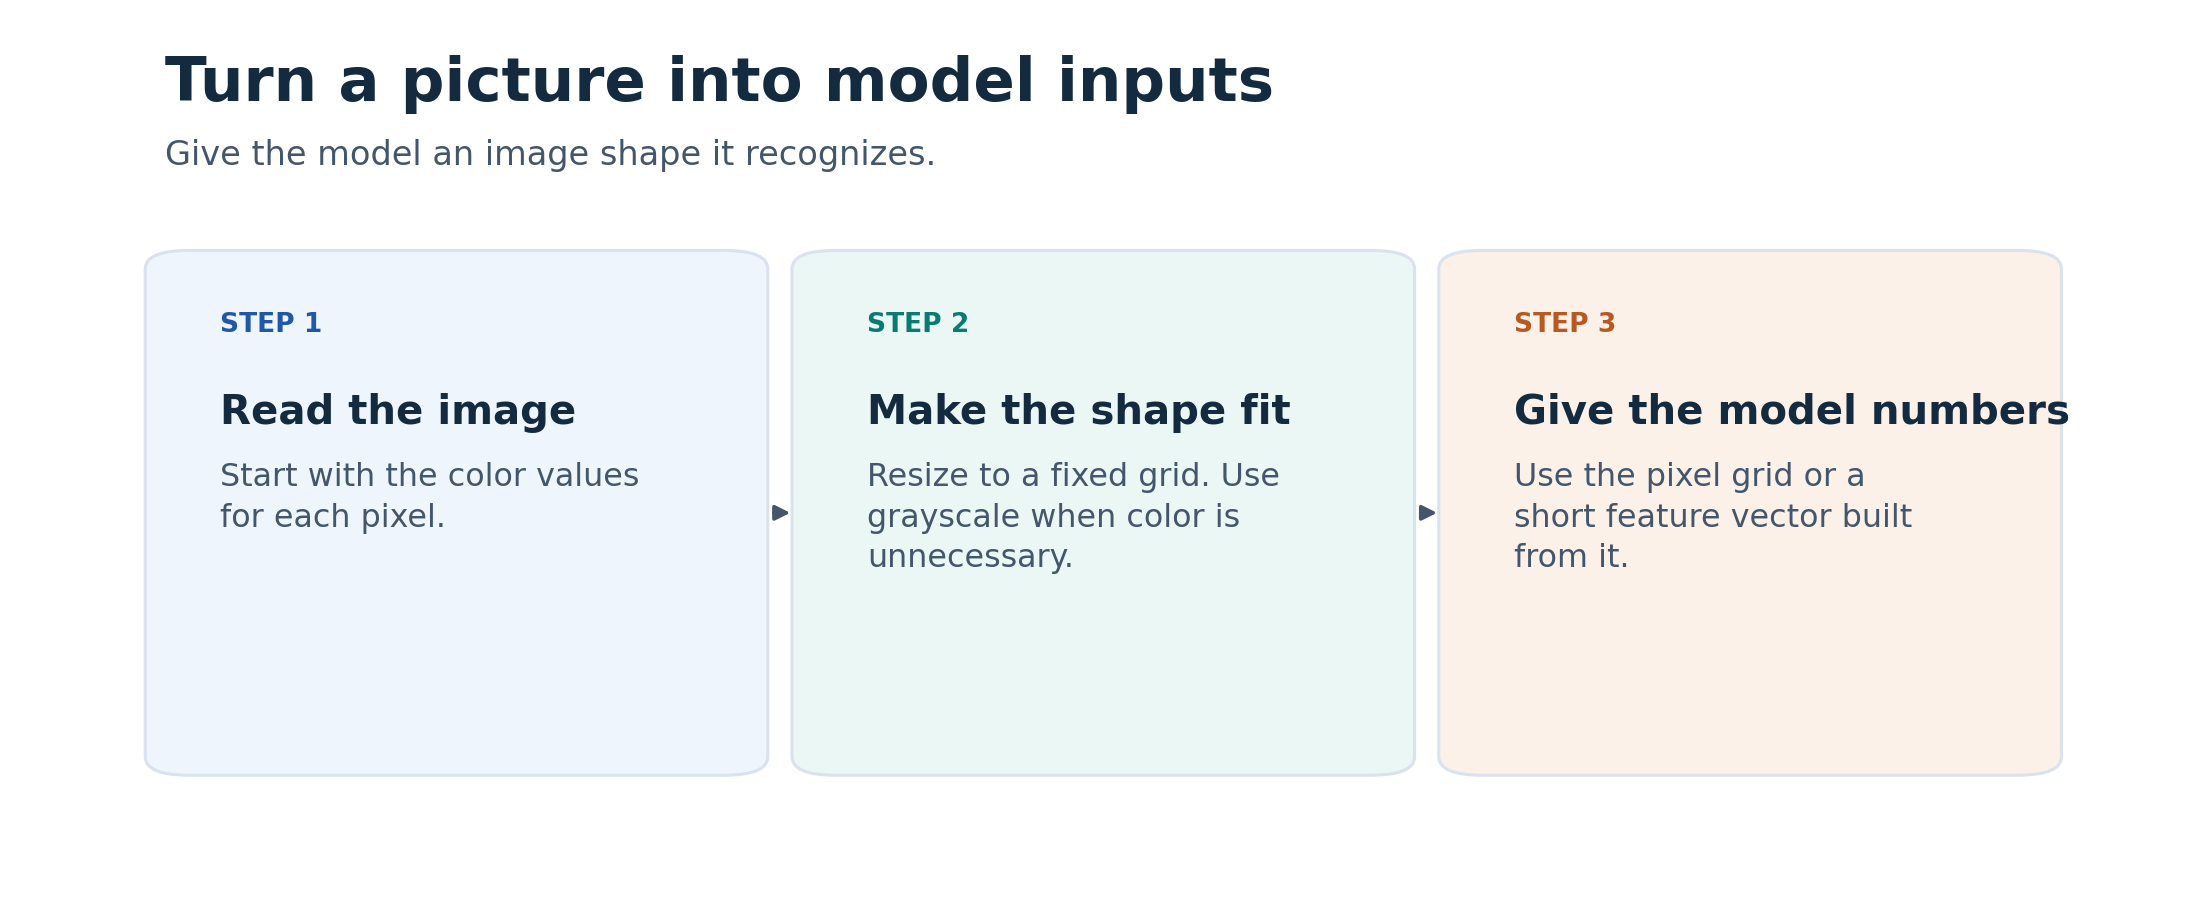 Turn a picture into model inputs
Give the model an image shape it recognizes.
STEP 1
Read the image
Start with the color values
for each pixel.
STEP 2
Make the shape fit
Resize to a fixed grid. Use
grayscale when color is
unnecessary.
STEP 3
Give the model numbers
Use the pixel grid or a
short feature vector built
from it.